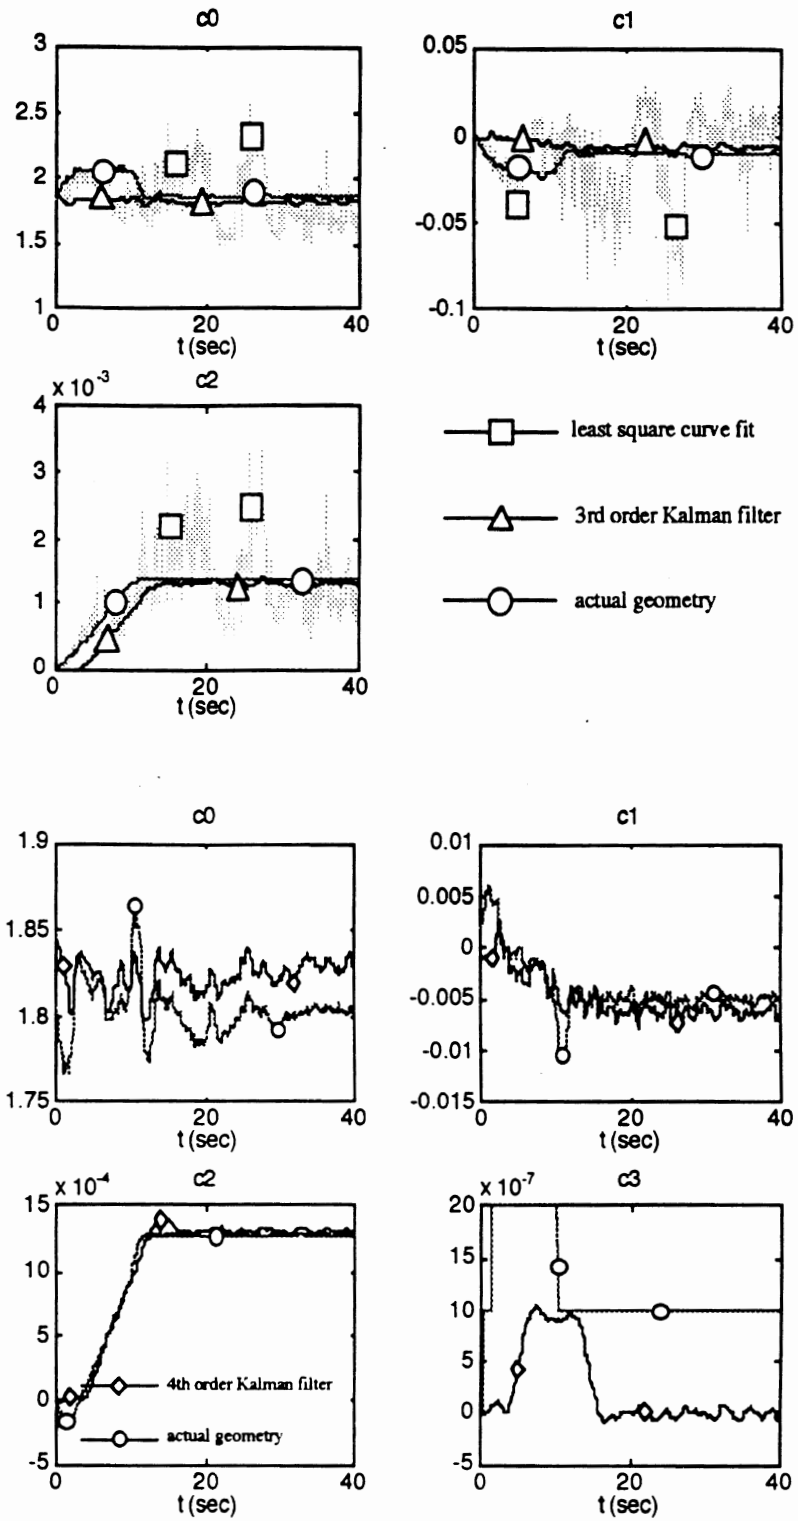 c0
3
2.5
2
1.5
1
0
20
40
t (sec)
c1
0.05
0
-0.05
-0.1
0
20
40
t (sec)
c2
x 10-3
4
3
2
1
0
0
20
40
t (sec)
least square curve fit
3rd order Kalman filter
actual geometry
c0
1.9
1.85
1.8
1.75
0
20
40
t (sec)
c1
0.01
0.005
0
-0.005
-0.01
-0.015
0
20
40
t (sec)
c2
x 10-4
15
10
5
0
-5
0
20
40
t (sec)
4th order Kalman filter
actual geometry
c3
x 10-7
20
15
10
5
0
-5
0
20
40
t (sec)